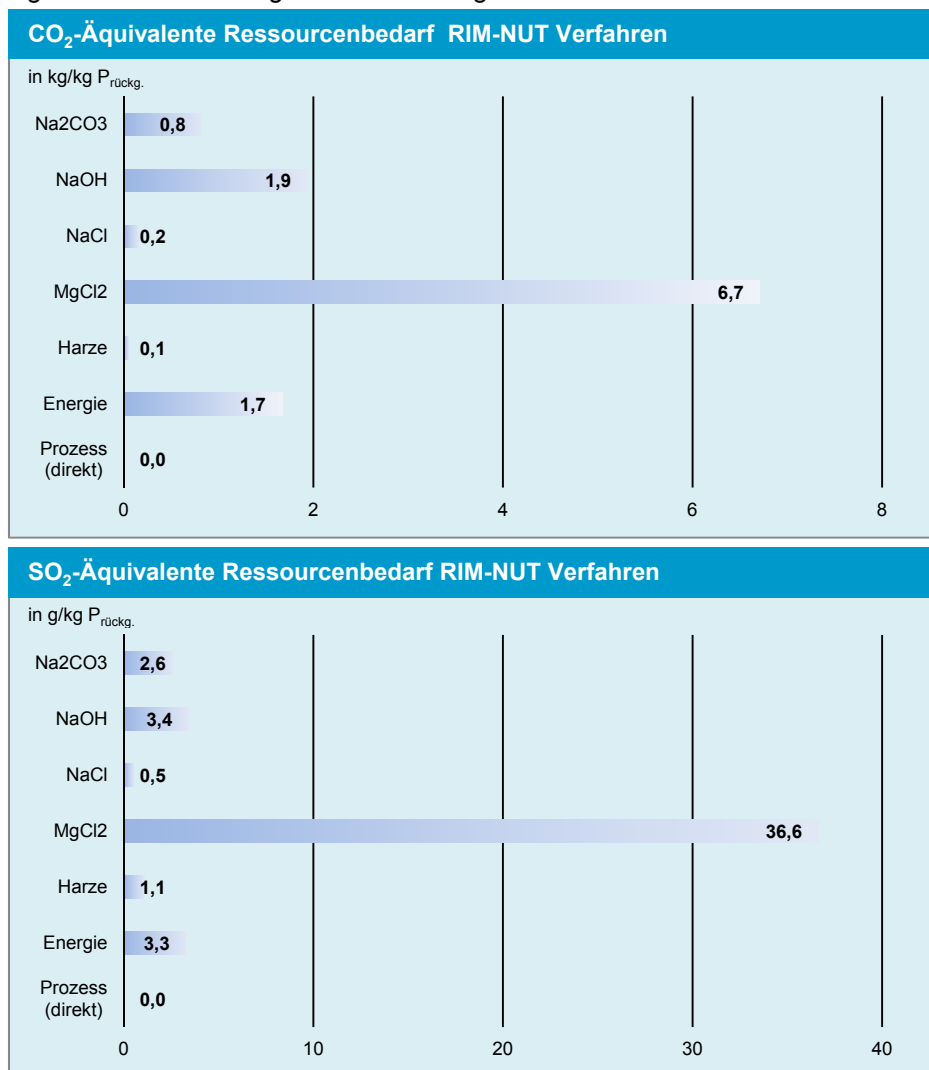 CO₂-Äquivalente Ressourcenbedarf RIM-NUT Verfahren
in kg/kg P rückg.
Na2CO3 0,8
NaOH 1,9
NaCl 0,2
MgCl2 6,7
Harze 0,1
Energie 1,7
Prozess
(direkt) 0,0
0 2 4 6 8
SO₂-Äquivalente Ressourcenbedarf RIM-NUT Verfahren
in g/kg P rückg.
Na2CO3 2,6
NaOH 3,4
NaCl 0,5
MgCl2 36,6
Harze 1,1
Energie 3,3
Prozess
(direkt) 0,0
0 10 20 30 40